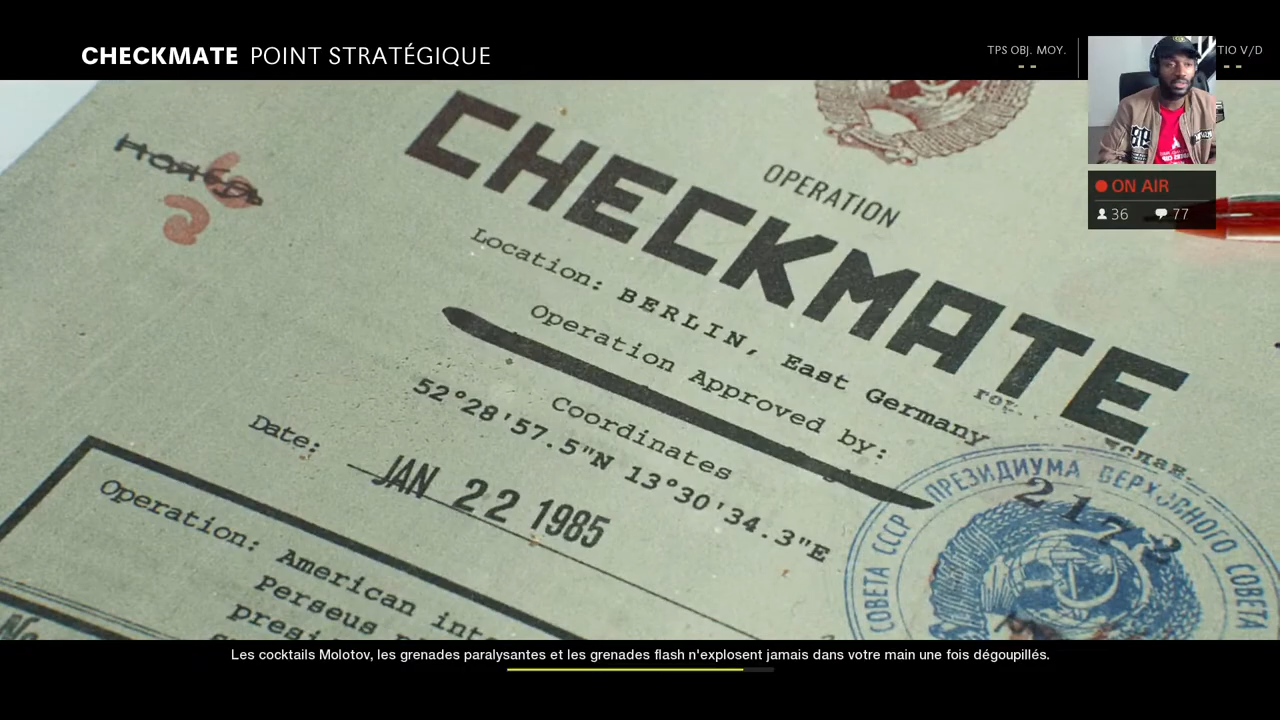 CHECKMATE POINT STRATÉGIQUE
TPS OBJ. MOY.
TIO V/D
- -
- -
ON AIR
36 77
OPERATION
CHECKMATE
Location: BERLIN, East Germany
Operation Approved by:
Coordinates
52°28'57.5"N 13°30'34.3"E
Date: JAN 22 1985
Operation: American
Perseus
ПРЕЗИДИУМА ВЕРХОВНОГО СОВЕТА
СОВЕТА СССР
2172
Les cocktails Molotov, les grenades paralysantes et les grenades flash n'explosent jamais dans votre main une fois dégoupillés.